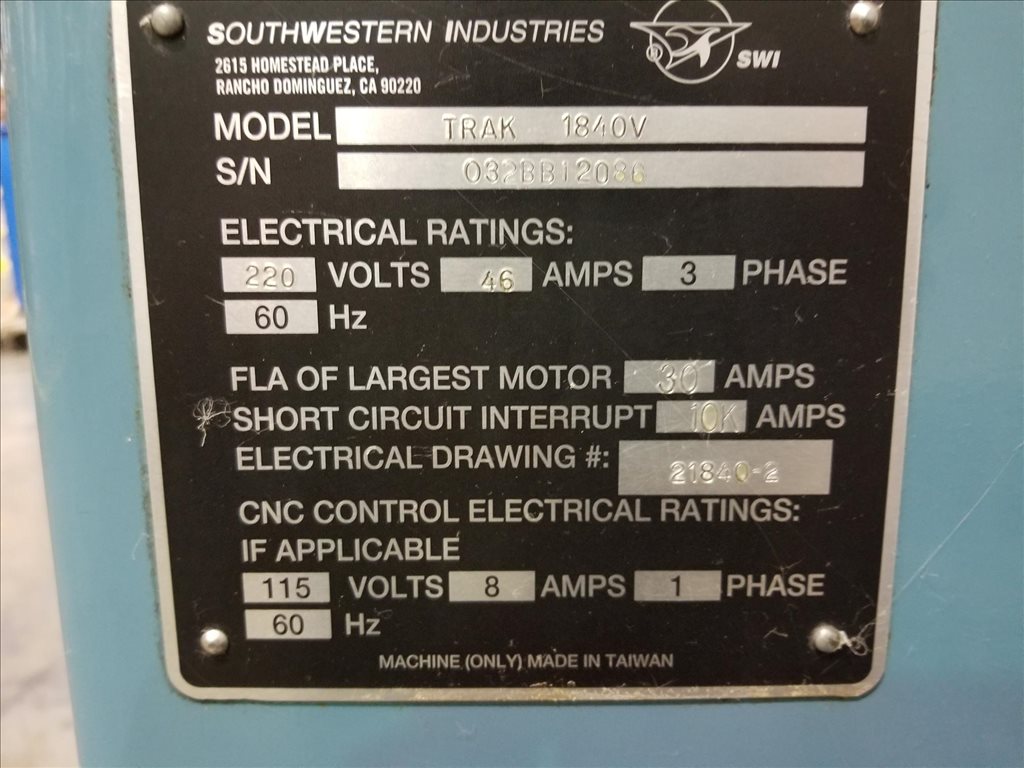 SOUTHWESTERN INDUSTRIES
SWI
2615 HOMESTEAD PLACE,
RANCHO DOMINGUEZ, CA 90220
MODEL TRAK 1840V
S/N 032BB12086
ELECTRICAL RATINGS:
220 VOLTS 46 AMPS 3 PHASE
60 Hz
FLA OF LARGEST MOTOR 30 AMPS
SHORT CIRCUIT INTERRUPT 10K AMPS
ELECTRICAL DRAWING #: 21840-2
CNC CONTROL ELECTRICAL RATINGS:
IF APPLICABLE
115 VOLTS 8 AMPS 1 PHASE
60 Hz
MACHINE (ONLY) MADE IN TAIWAN